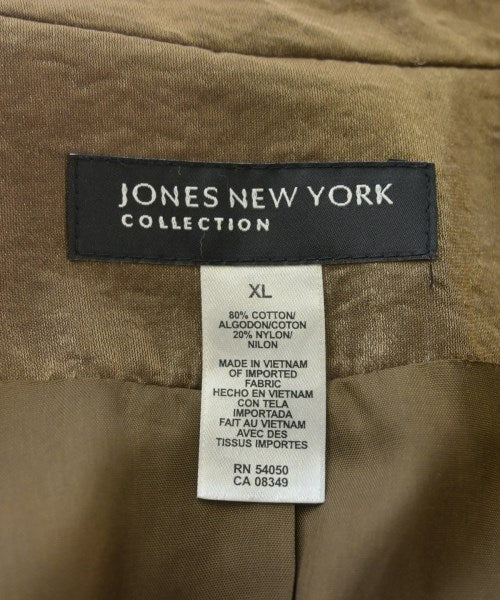 JONES NEW YORK
COLLECTION
XL
80% COTTON/
ALGODON/COTON
20% NYLON/
NILON
MADE IN VIETNAM
OF IMPORTED
FABRIC
HECHO EN VIETNAM
CON TELA
IMPORTADA
FAIT AU VIETNAM
AVEC DES
TISSUS IMPORTES
RN 54050
CA 08349